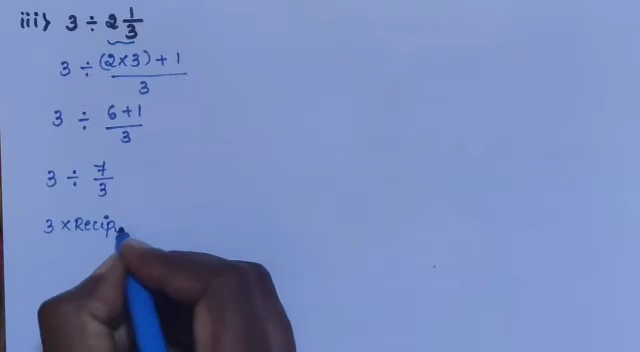 iii) 3 ÷ 2 1/3
3 ÷ (2×3)+1/3
3 ÷ 6+1/3
3 ÷ 7/3
3 × Recip